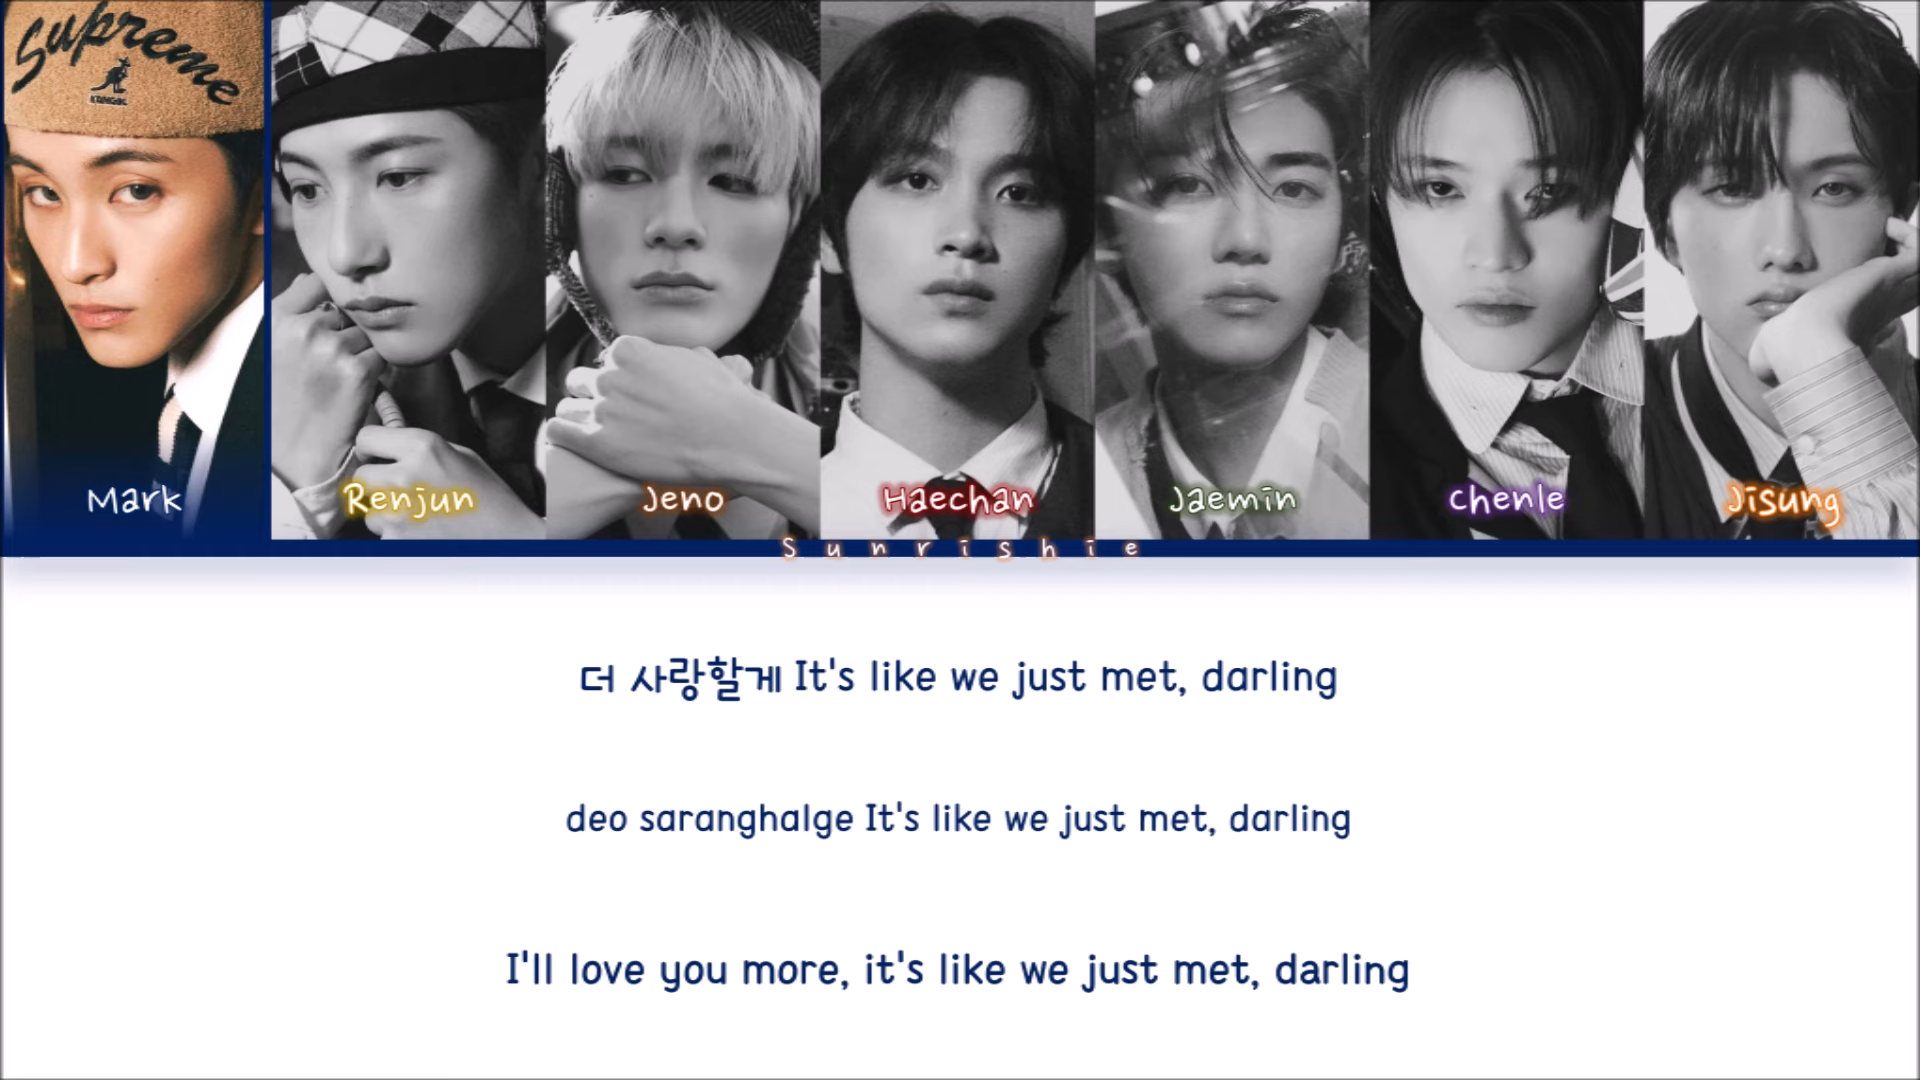 Supreme
KANGOL
Mark
Renjun
Jeno
Haechan
Jaemin
Chenle
Jisung
Sunrishie
더 사랑할게 It's like we just met, darling
deo saranghalge It's like we just met, darling
I'll love you more, it's like we just met, darling